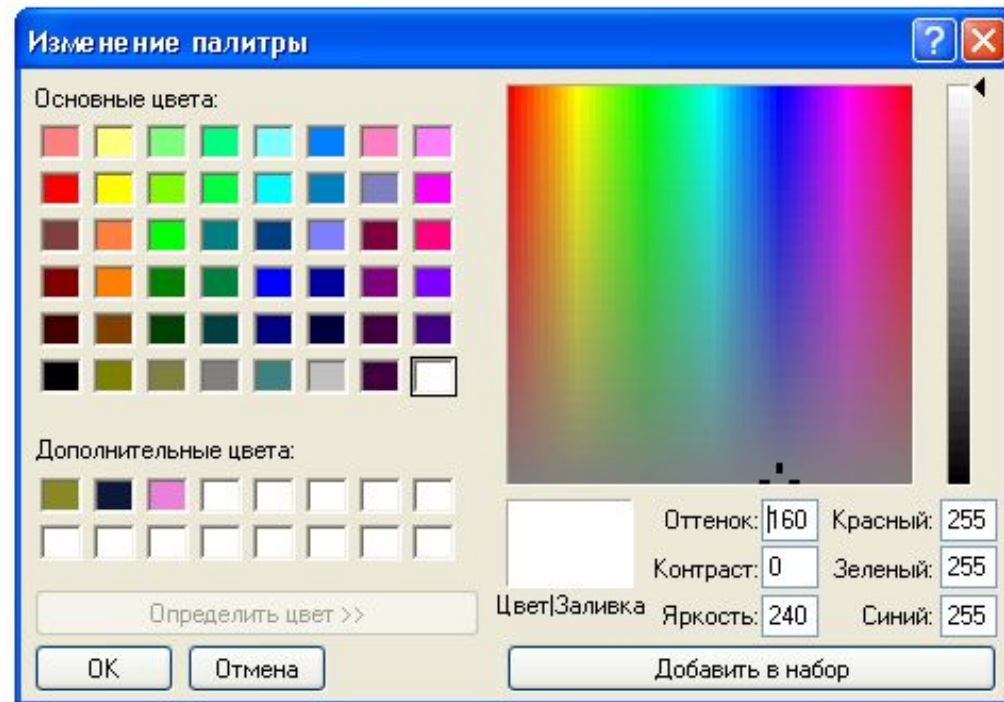 Изменение палитры
Основные цвета:
Дополнительные цвета:
Определить цвет >>
ОК
Отмена
Цвет|Заливка
Оттенок: 160
Контраст: 0
Яркость: 240
Красный: 255
Зеленый: 255
Синий: 255
Добавить в набор